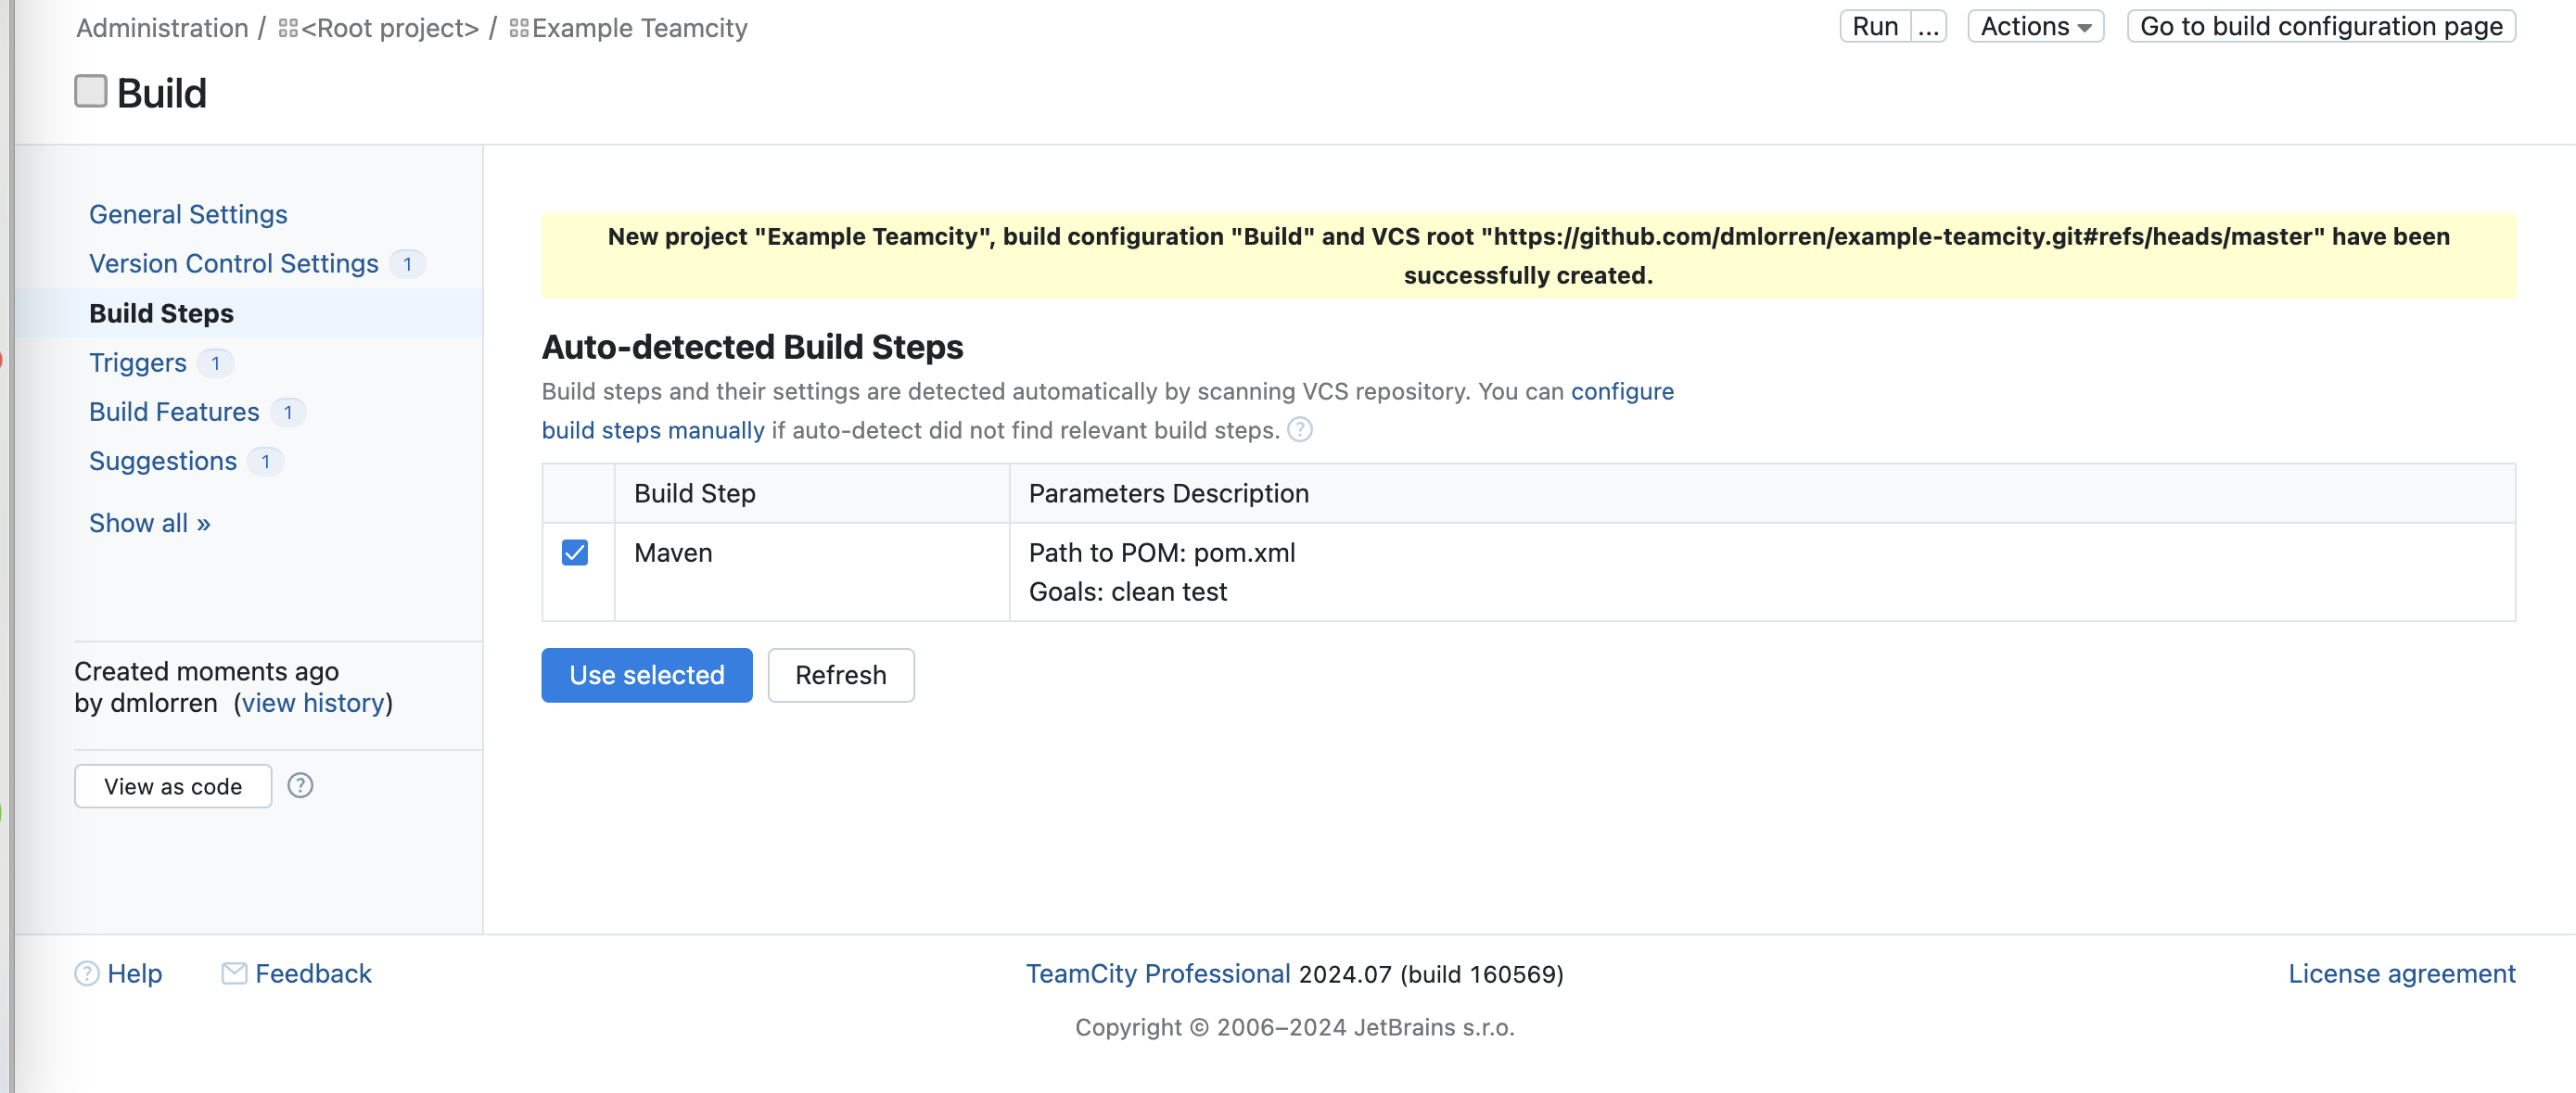 Administration / <Root project> / Example Teamcity
Run ... Actions Go to build configuration page
Build
General Settings
Version Control Settings 1
Build Steps
Triggers 1
Build Features 1
Suggestions 1
Show all »
Created moments ago
by dmlorren (view history)
View as code ?
New project "Example Teamcity", build configuration "Build" and VCS root "https://github.com/dmlorren/example-teamcity.git#refs/heads/master" have been
successfully created.
Auto-detected Build Steps
Build steps and their settings are detected automatically by scanning VCS repository. You can configure
build steps manually if auto-detect did not find relevant build steps. ?
Build Step Parameters Description
Maven Path to POM: pom.xml
Goals: clean test
Use selected Refresh
? Help Feedback TeamCity Professional 2024.07 (build 160569) License agreement
Copyright © 2006–2024 JetBrains s.r.o.